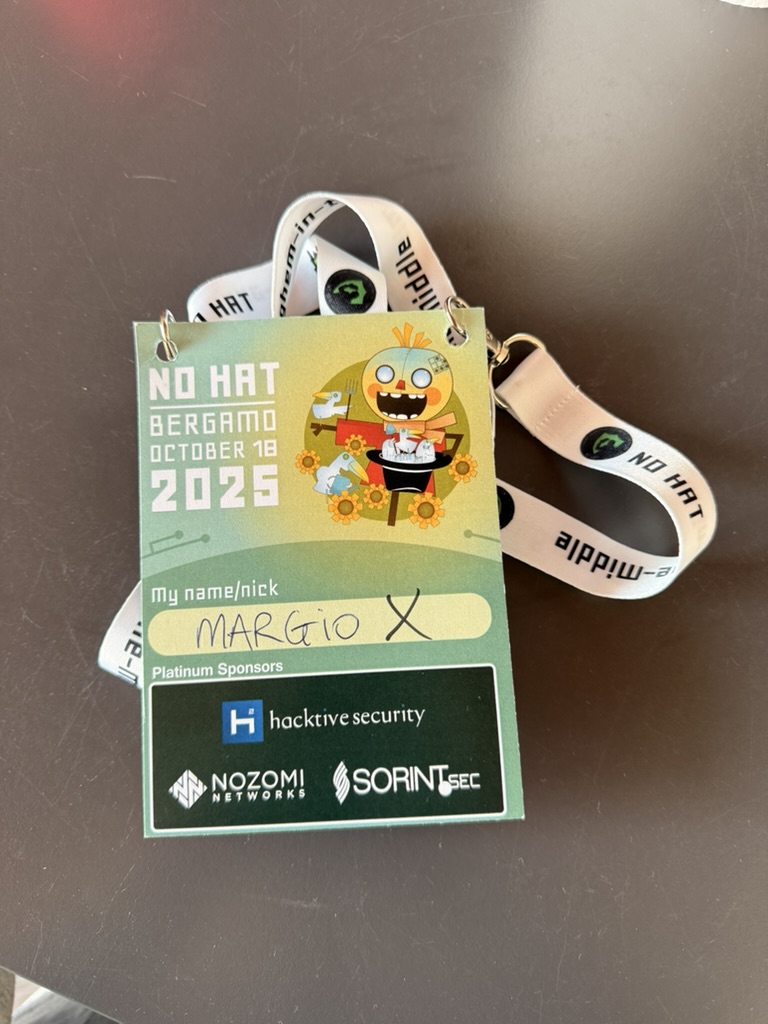 NO HAT
BERGAMO
OCTOBER 18
2025
My name/nick
MARGIO X
Platinum Sponsors
hacktive security
NOZOMI
NETWORKS
SORINT.SEC
HAT
middle
NO HAT
e-middle